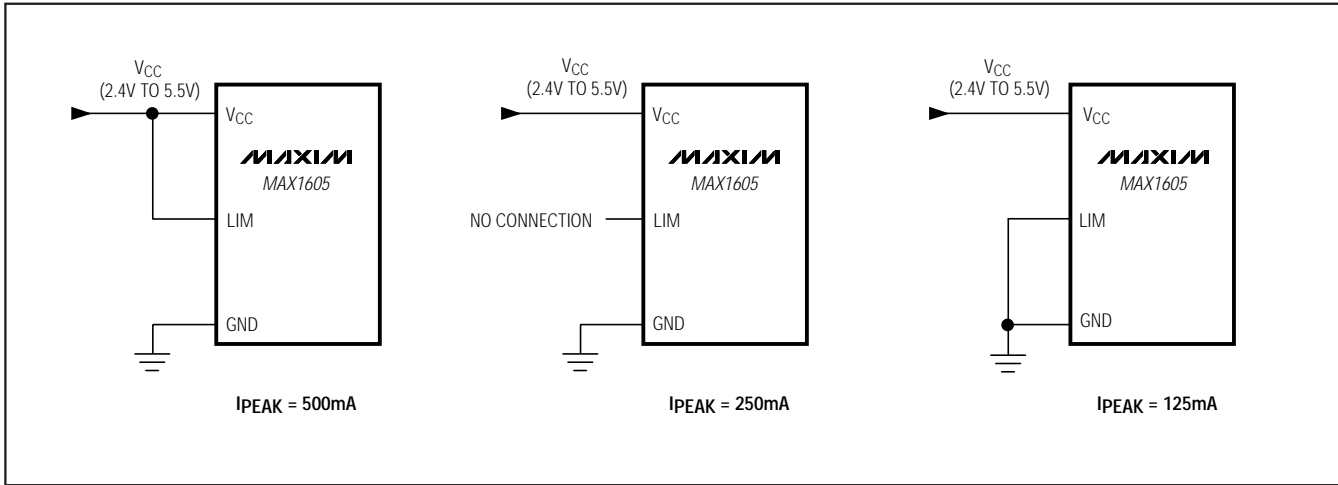 VCC
(2.4V TO 5.5V)
VCC
MAXIM
MAX1605
LIM
GND
IPEAK = 500mA
VCC
(2.4V TO 5.5V)
VCC
MAXIM
MAX1605
NO CONNECTION
LIM
GND
IPEAK = 250mA
VCC
(2.4V TO 5.5V)
VCC
MAXIM
MAX1605
LIM
GND
IPEAK = 125mA